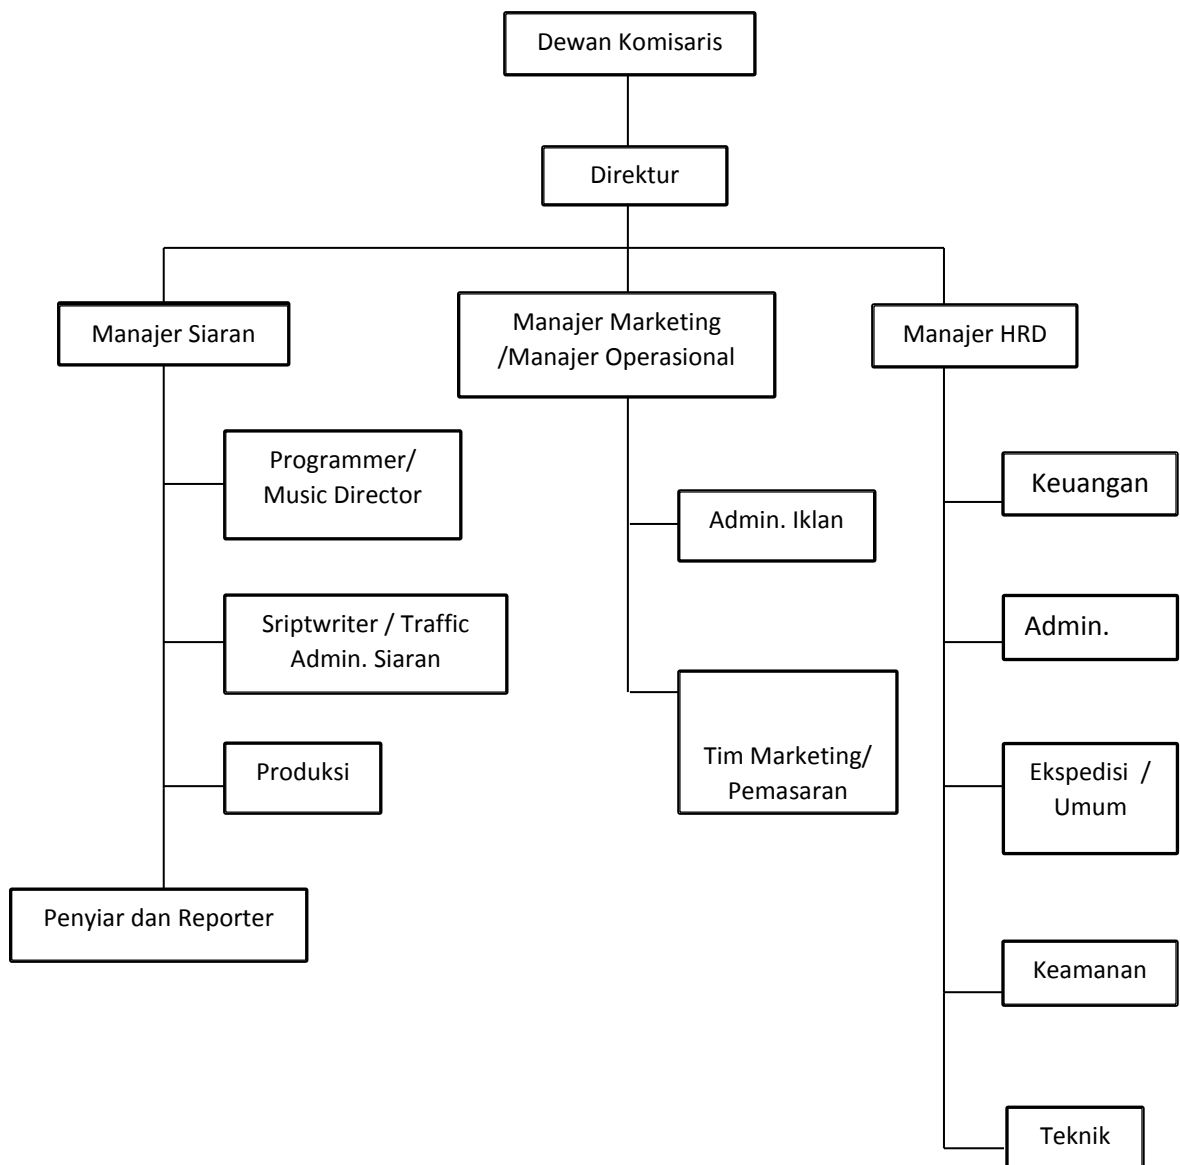 Dewan Komisaris
Direktur
Manajer Siaran
Manajer Marketing
/Manajer Operasional
Manajer HRD
Programmer/
Music Director
Sriptwriter / Traffic
Admin. Siaran
Produksi
Penyiar dan Reporter
Admin. Iklan
Tim Marketing/
Pemasaran
Keuangan
Admin.
Ekspedisi /
Umum
Keamanan
Teknik